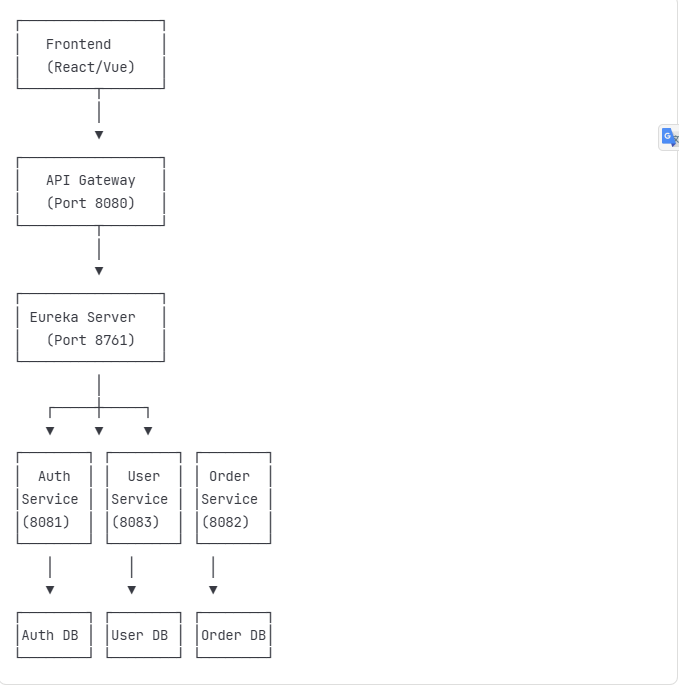 Frontend
(React/Vue)
API Gateway
(Port 8080)
Eureka Server
(Port 8761)
Auth User Order
Service Service Service
(8081) (8083) (8082)
Auth DB User DB Order DB